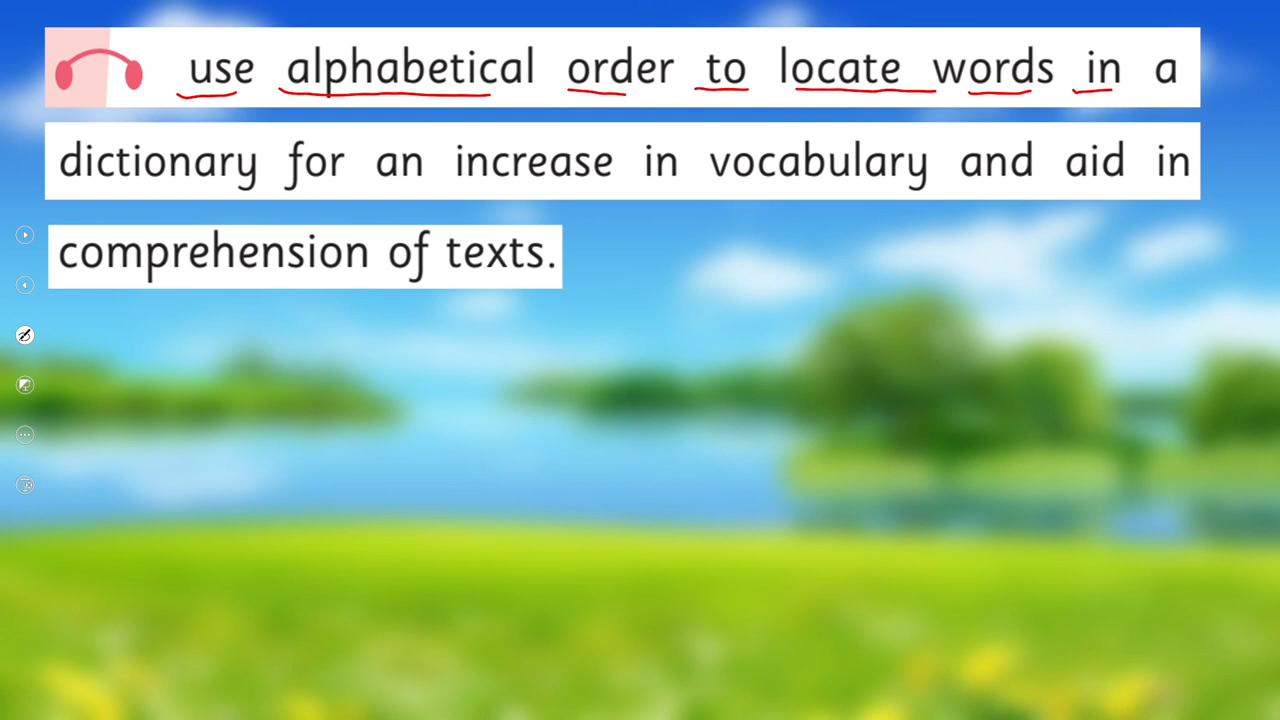 use alphabetical order to locate words in a
dictionary for an increase in vocabulary and aid in
comprehension of texts.